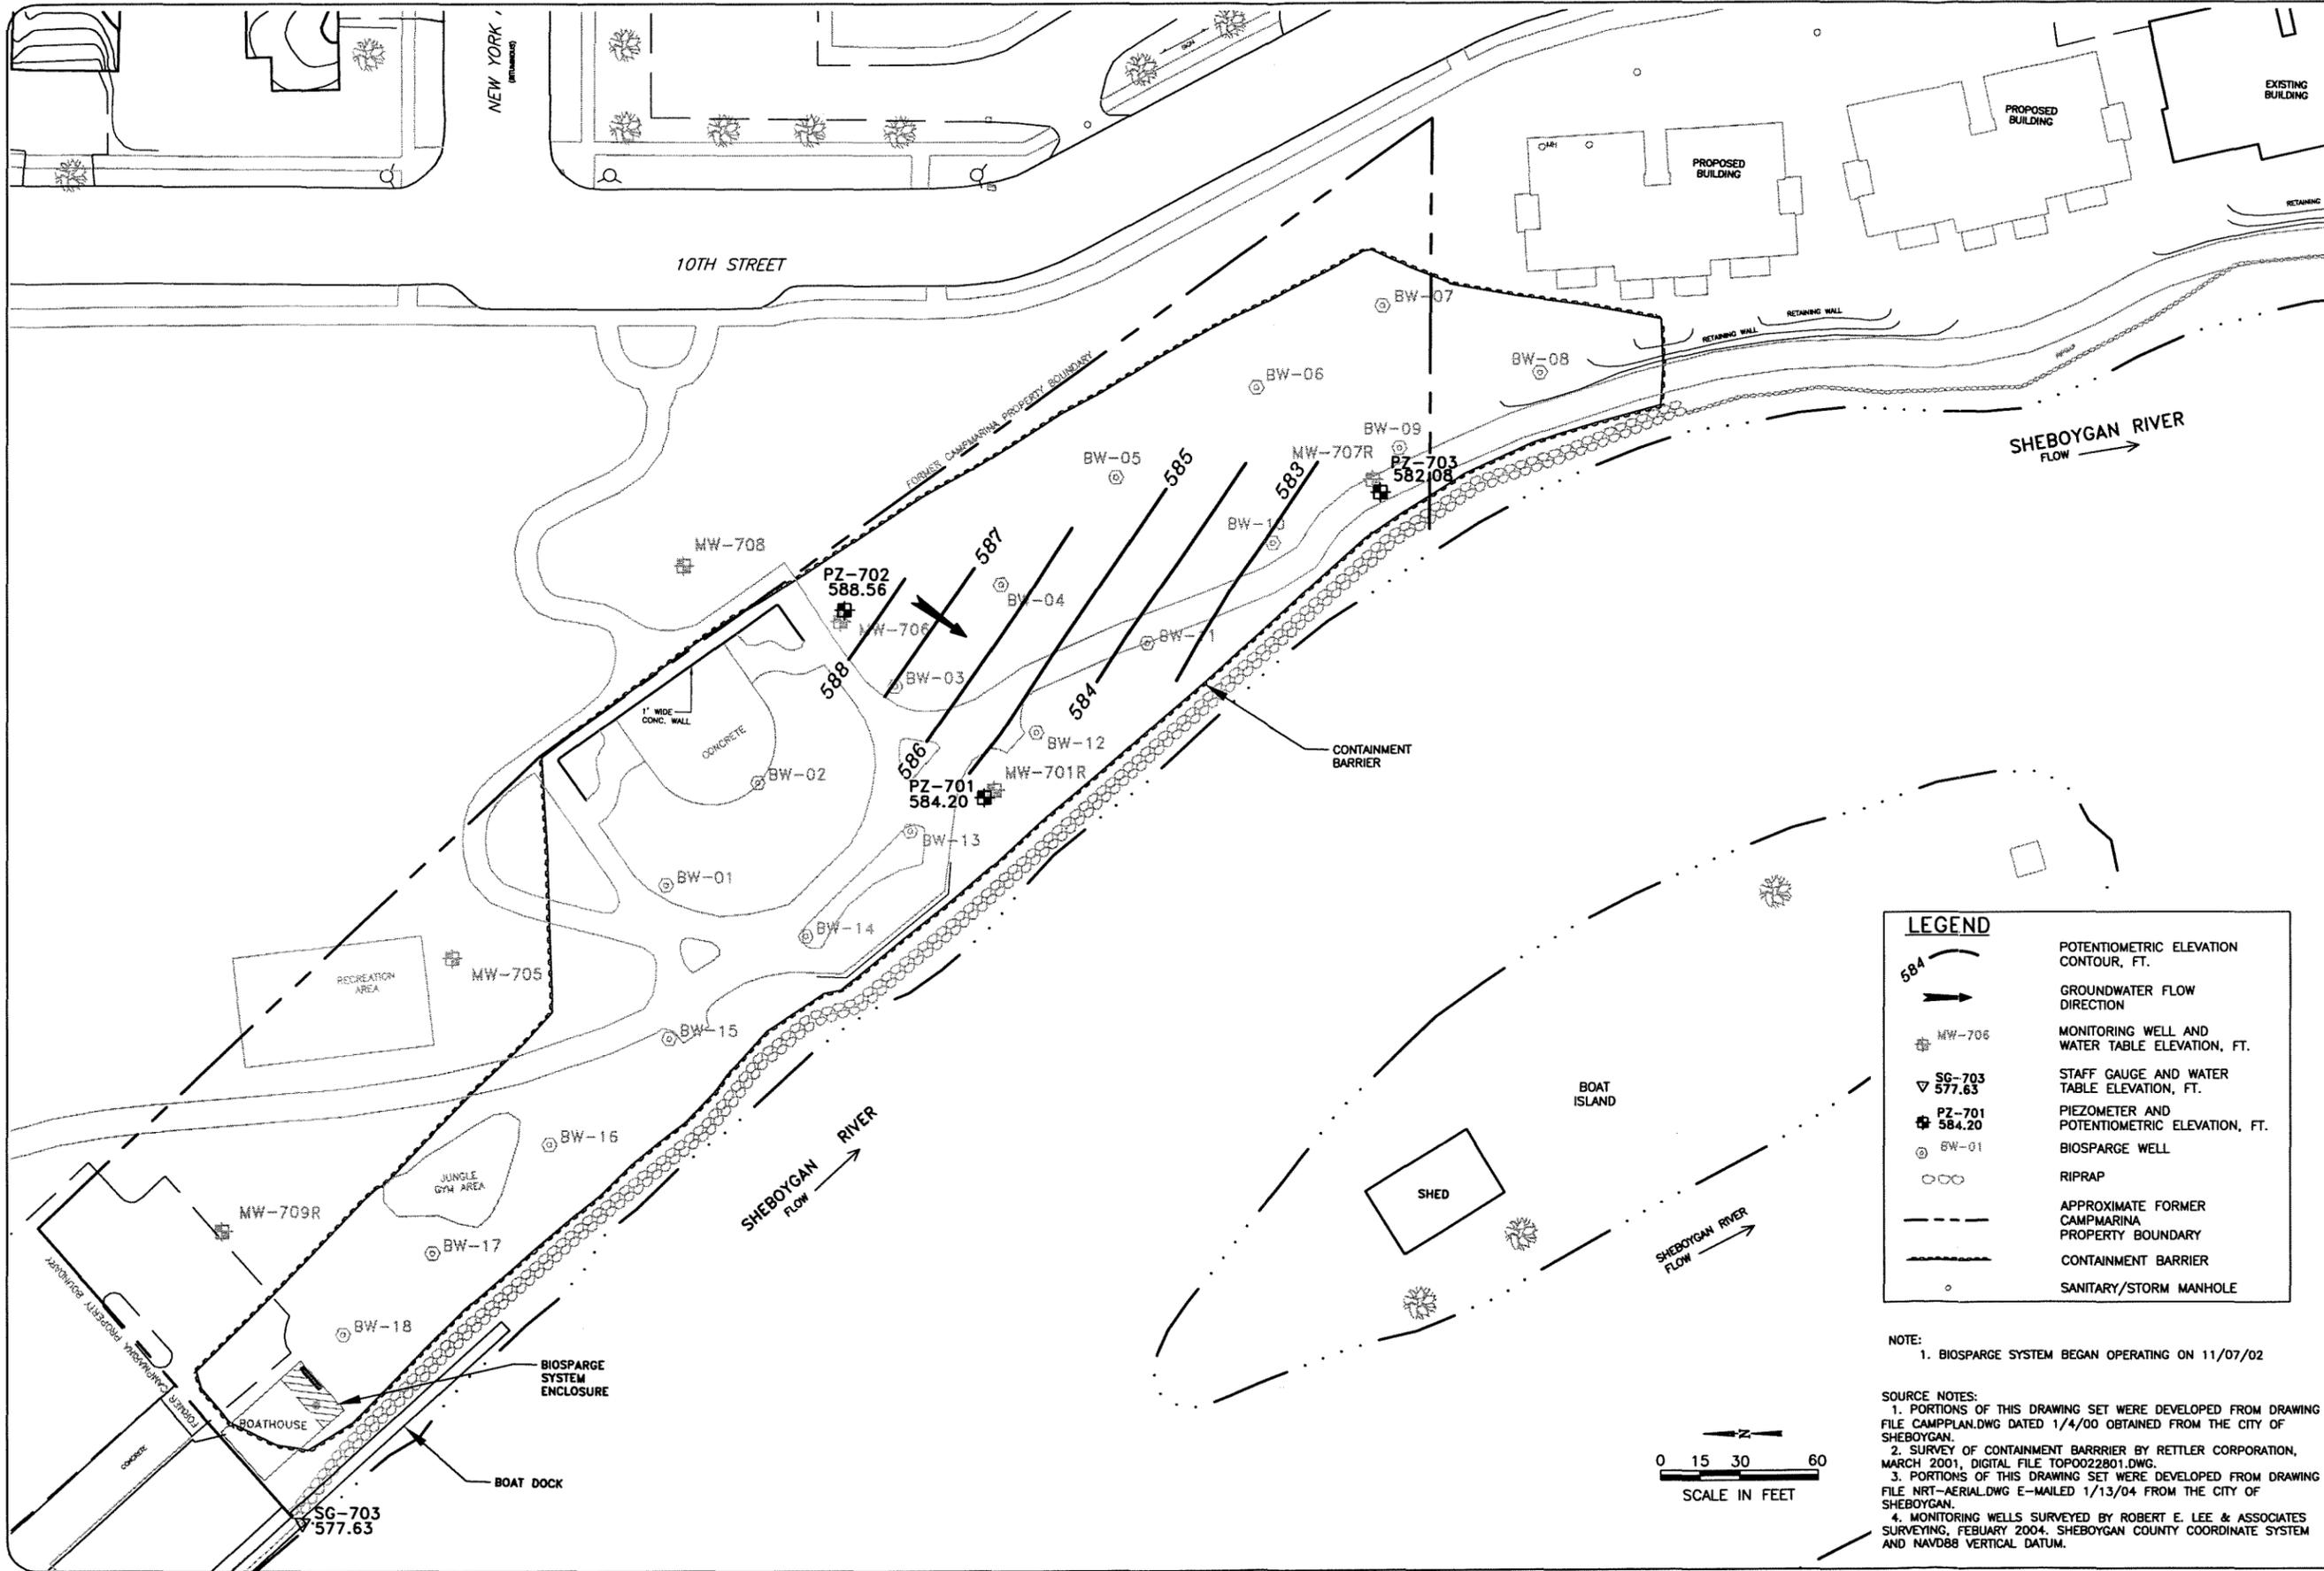 NEW YORK
(BITUMINOUS)
SIGN
EXISTING
BUILDING
PROPOSED
BUILDING
MH
PROPOSED
BUILDING
RETAINING
10TH STREET
BW-07
RETAINING WALL
RETAINING WALL
RIPRAP
BW-08
BW-06
FORMER CAMPMARINA PROPERTY BOUNDARY
SHEBOYGAN RIVER
FLOW
BW-09
MW-707R
PZ-703
582.08
BW-05
585
583
BW-10
MW-708
587
PZ-702
588.56
BW-04
MW-706
BW-11
588
BW-03
584
1' WIDE
CONC. WALL
CONCRETE
BW-12
CONTAINMENT
BARRIER
586
BW-02
MW-701R
PZ-701
584.20
BW-13
BW-01
BW-14
RECREATION
AREA
MW-705
BW-15
BOAT
ISLAND
BW-16
SHEBOYGAN RIVER
FLOW
JUNGLE
GYM AREA
SHED
MW-709R
BW-17
SHEBOYGAN RIVER
FLOW
FORMER CAMPMARINA PROPERTY BOUNDARY
BW-18
BIOSPARGE
SYSTEM
ENCLOSURE
BOATHOUSE
CONCRETE
BOAT DOCK
SG-703
577.63
N
0 15 30 60
SCALE IN FEET
LEGEND
584
POTENTIOMETRIC ELEVATION
CONTOUR, FT.
GROUNDWATER FLOW
DIRECTION
MW-706
MONITORING WELL AND
WATER TABLE ELEVATION, FT.
SG-703
577.63
STAFF GAUGE AND WATER
TABLE ELEVATION, FT.
PZ-701
584.20
PIEZOMETER AND
POTENTIOMETRIC ELEVATION, FT.
BW-01
BIOSPARGE WELL
RIPRAP
APPROXIMATE FORMER
CAMPMARINA
PROPERTY BOUNDARY
CONTAINMENT BARRIER
SANITARY/STORM MANHOLE
NOTE:
1. BIOSPARGE SYSTEM BEGAN OPERATING ON 11/07/02
SOURCE NOTES:
1. PORTIONS OF THIS DRAWING SET WERE DEVELOPED FROM DRAWING
FILE CAMPPLAN.DWG DATED 1/4/00 OBTAINED FROM THE CITY OF
SHEBOYGAN.
2. SURVEY OF CONTAINMENT BARRRIER BY RETTLER CORPORATION,
MARCH 2001, DIGITAL FILE TOPO022801.DWG.
3. PORTIONS OF THIS DRAWING SET WERE DEVELOPED FROM DRAWING
FILE NRT-AERIAL.DWG E-MAILED 1/13/04 FROM THE CITY OF
SHEBOYGAN.
4. MONITORING WELLS SURVEYED BY ROBERT E. LEE & ASSOCIATES
SURVEYING, FEBUARY 2004. SHEBOYGAN COUNTY COORDINATE SYSTEM
AND NAVD88 VERTICAL DATUM.